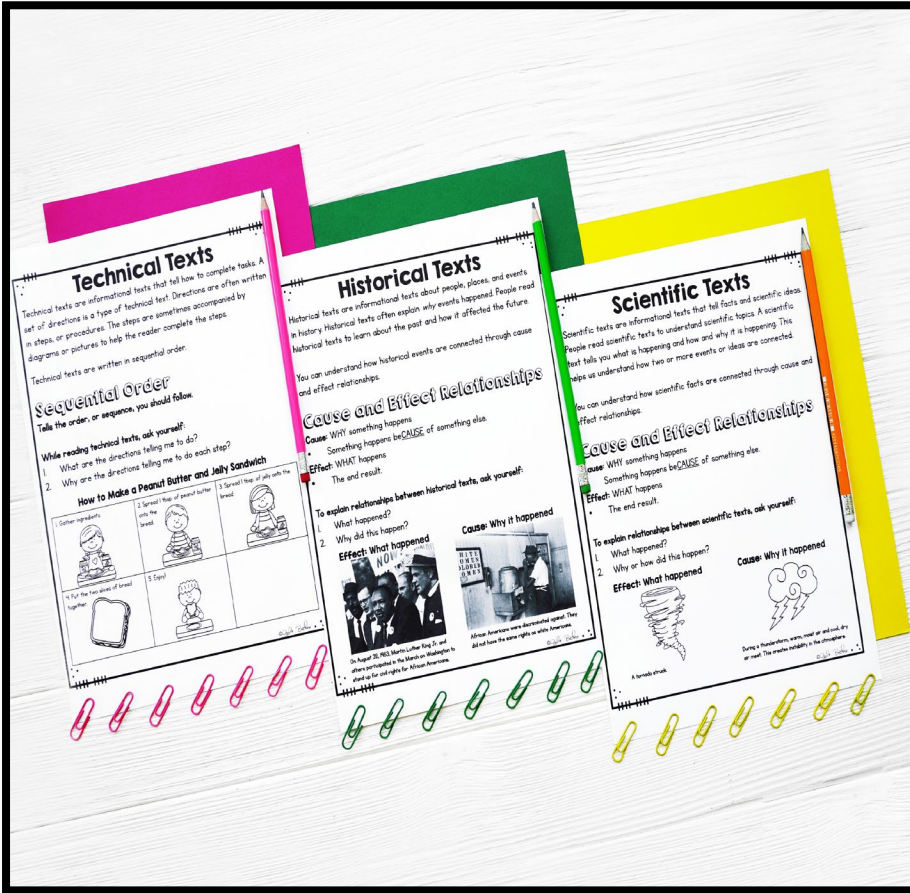 Technical Texts
Technical texts are informational texts that tell how to complete tasks. A
set of directions is a type of technical text. Directions are often written
in steps, or procedures. The steps are sometimes accompanied by
diagrams or pictures to help the reader complete the steps.
Technical texts are written in sequential order.
Sequential Order
Tells the order, or sequence, you should follow.
While reading technical texts, ask yourself:
1. What are the directions telling me to do?
2. Why are the directions telling me to do each step?
How to Make a Peanut Butter and Jelly Sandwich
1. Gather ingredients.
2. Spread 1 tbsp. of peanut butter
onto the
bread.
3. Spread 1 tbsp. of jelly onto the
bread.
4. Put the two slices of bread
together.
5. Enjoy!
Historical Texts
Historical texts are informational texts about people, places, and events
in history. Historical texts often explain why events happened. People read
historical texts to learn about the past and how it affected the future.
You can understand how historical events are connected through cause
and effect relationships.
Cause and Effect Relationships
Cause: WHY something happens
• Something happens beCAUSE of something else.
Effect: WHAT happens
• The end result.
To explain relationships between historical texts, ask yourself:
1. What happened?
2. Why did this happen?
Effect: What happened
Cause: Why it happened
NOW
WHITE
WOMEN
COLORED
WOMEN
On August 28, 1963, Martin Luther King Jr. and
others participated in the March on Washington to
stand up for civil rights for African Americans.
African Americans were discriminated against. They
did not have the same rights as white Americans.
Scientific Texts
Scientific texts are informational texts that tell facts and scientific ideas.
People read scientific texts to understand scientific topics. A scientific
text tells you what is happening and how and why it is happening. This
helps us understand how two or more events or ideas are connected.
You can understand how scientific facts are connected through cause and
effect relationships.
Cause and Effect Relationships
Cause: WHY something happens
• Something happens beCAUSE of something else.
Effect: WHAT happens
• The end result.
To explain relationships between scientific texts, ask yourself:
1. What happened?
2. Why or how did this happen?
Effect: What happened
Cause: Why it happened
A tornado struck.
During a thunderstorm, warm, moist air and cool, dry
air meet. This creates instability in the atmosphere.